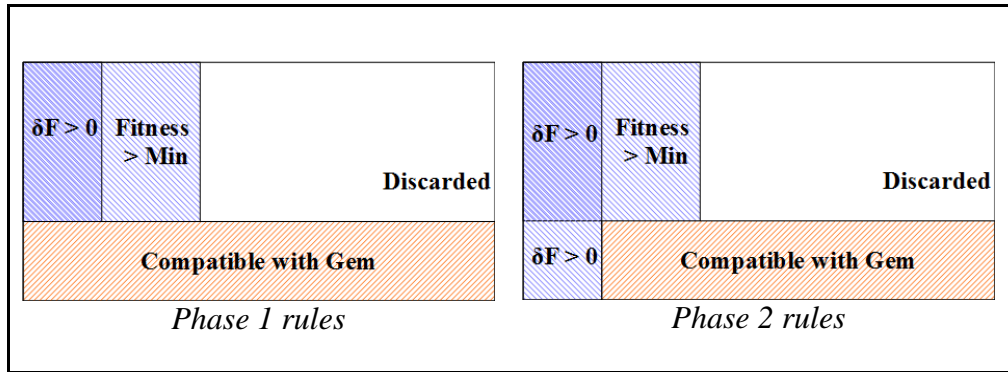 δF > 0
Fitness
> Min
Discarded
Compatible with Gem
Phase 1 rules
δF > 0
Fitness
> Min
Discarded
δF > 0
Compatible with Gem
Phase 2 rules